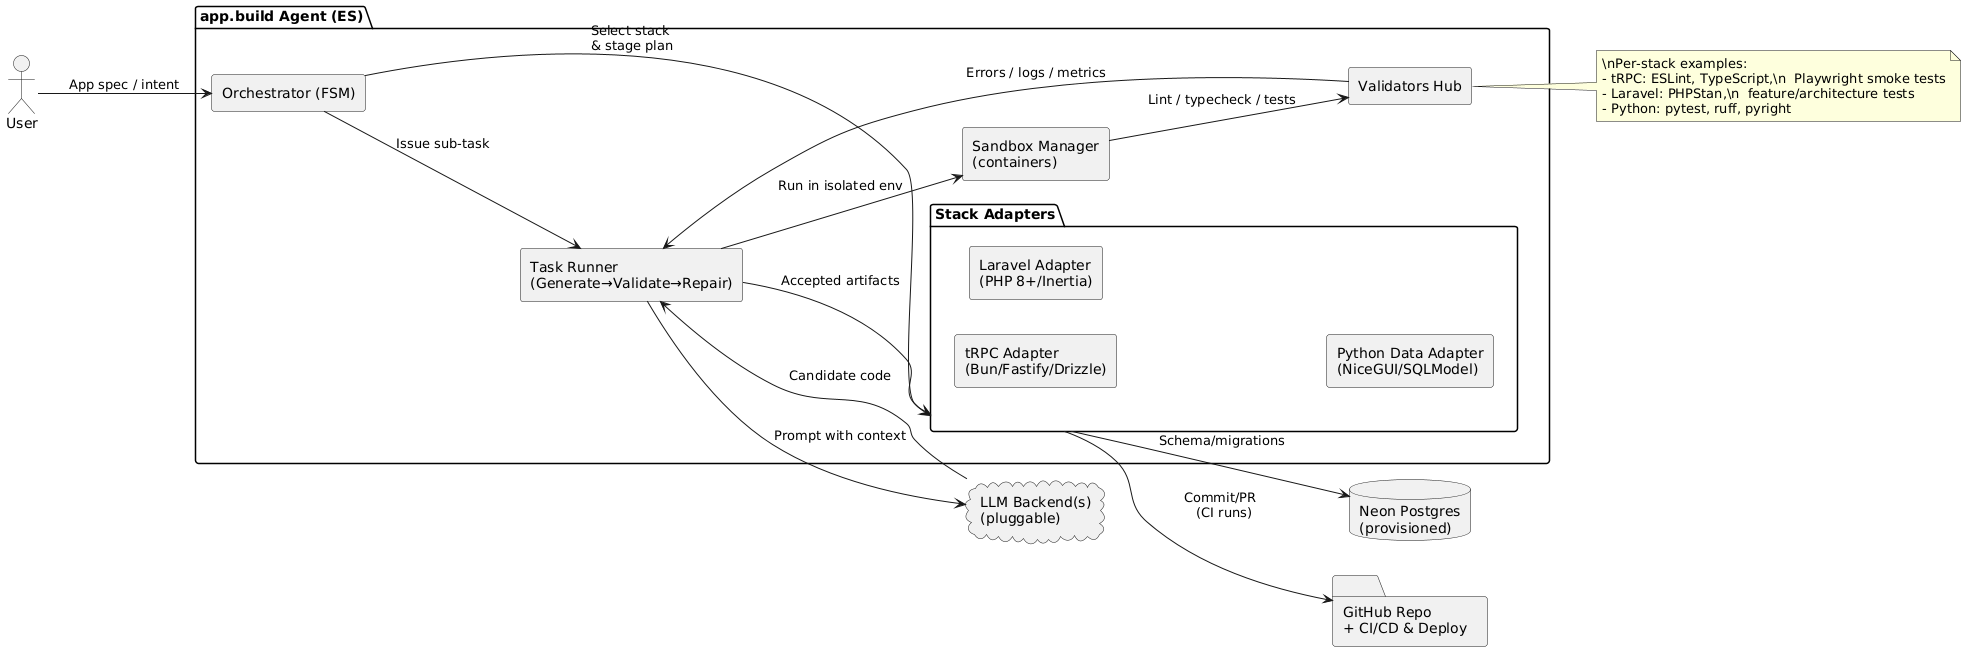 app.build Agent (ES)
Select stack
& stage plan
User
App spec / intent
Orchestrator (FSM)
Issue sub-task
Errors / logs / metrics
Validators Hub
Lint / typecheck / tests
\nPer-stack examples:
- tRPC: ESLint, TypeScript,\n  Playwright smoke tests
- Laravel: PHPStan,\n  feature/architecture tests
- Python: pytest, ruff, pyright
Sandbox Manager
(containers)
Run in isolated env
Stack Adapters
Task Runner
(Generate→Validate→Repair)
Accepted artifacts
Laravel Adapter
(PHP 8+/Inertia)
tRPC Adapter
(Bun/Fastify/Drizzle)
Python Data Adapter
(NiceGUI/SQLModel)
Candidate code
Prompt with context
Schema/migrations
LLM Backend(s)
(pluggable)
Commit/PR
(CI runs)
Neon Postgres
(provisioned)
GitHub Repo
+ CI/CD & Deploy